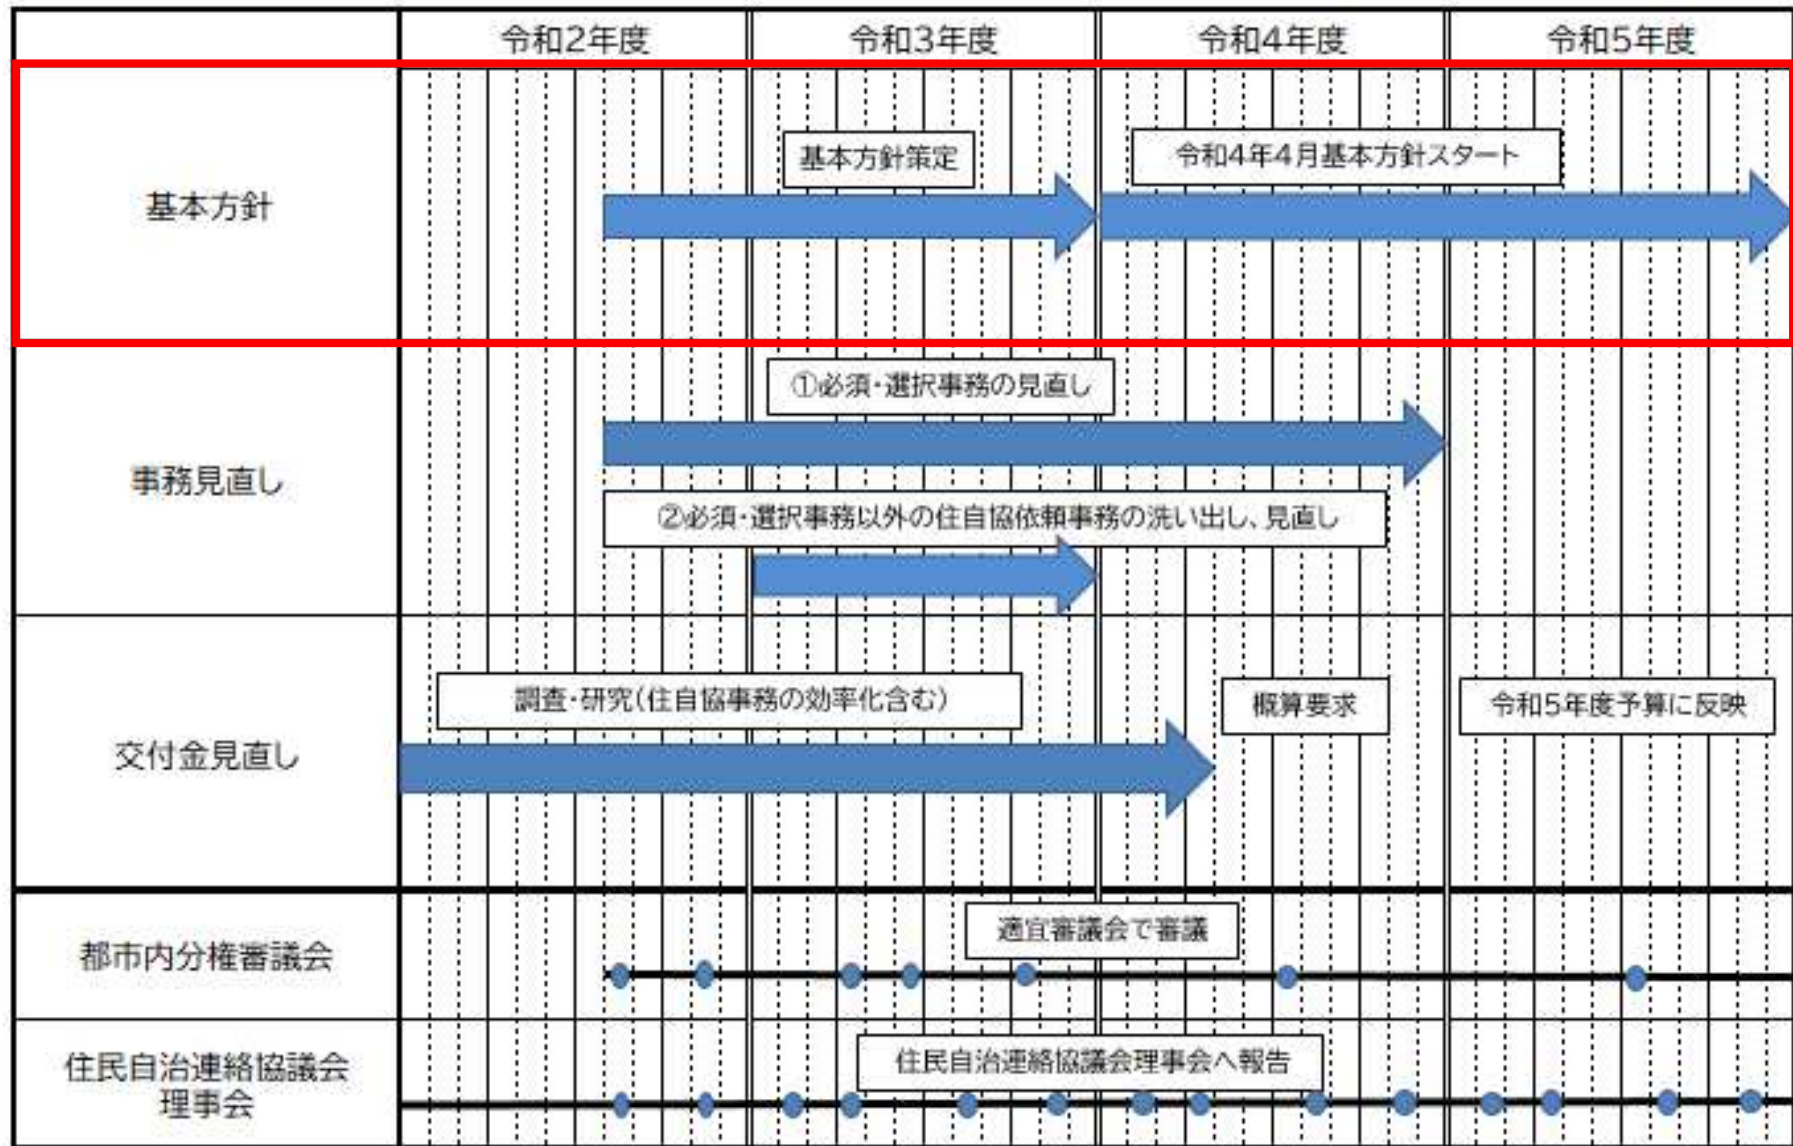 令和2年度 令和3年度 令和4年度 令和5年度
基本方針
基本方針策定
令和4年4月基本方針スタート
事務見直し
①必須・選択事務の見直し
②必須・選択事務以外の住自協依頼事務の洗い出し、見直し
交付金見直し
調査・研究(住自協事務の効率化含む)
概算要求
令和5年度予算に反映
都市内分権審議会
適宜審議会で審議
住民自治連絡協議会
理事会
住民自治連絡協議会理事会へ報告